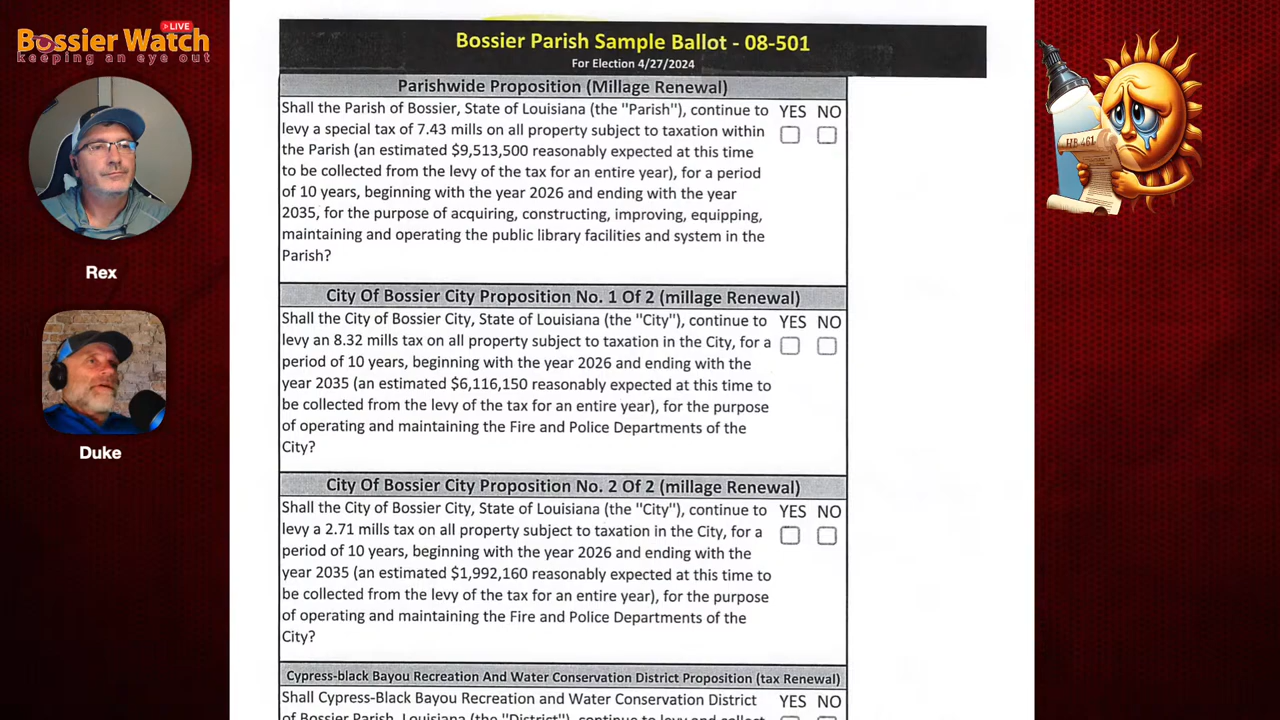 LIVE
Bossier Watch
keeping an eye out
Rex
Duke
Bossier Parish Sample Ballot - 08-501
For Election 4/27/2024
Parishwide Proposition (Millage Renewal)
Shall the Parish of Bossier, State of Louisiana (the "Parish"), continue to
levy a special tax of 7.43 mills on all property subject to taxation within
the Parish (an estimated $9,513,500 reasonably expected at this time
to be collected from the levy of the tax for an entire year), for a period
of 10 years, beginning with the year 2026 and ending with the year
2035, for the purpose of acquiring, constructing, improving, equipping,
maintaining and operating the public library facilities and system in the
Parish?
YES NO
City Of Bossier City Proposition No. 1 Of 2 (millage Renewal)
Shall the City of Bossier City, State of Louisiana (the "City"), continue to
levy an 8.32 mills tax on all property subject to taxation in the City, for a
period of 10 years, beginning with the year 2026 and ending with the
year 2035 (an estimated $6,116,150 reasonably expected at this time to
be collected from the levy of the tax for an entire year), for the purpose
of operating and maintaining the Fire and Police Departments of the
City?
YES NO
City Of Bossier City Proposition No. 2 Of 2 (millage Renewal)
Shall the City of Bossier City, State of Louisiana (the "City"), continue to
levy a 2.71 mills tax on all property subject to taxation in the City, for a
period of 10 years, beginning with the year 2026 and ending with the
year 2035 (an estimated $1,992,160 reasonably expected at this time to
be collected from the levy of the tax for an entire year), for the purpose
of operating and maintaining the Fire and Police Departments of the
City?
YES NO
Cypress-black Bayou Recreation And Water Conservation District Proposition (tax Renewal)
Shall Cypress-Black Bayou Recreation and Water Conservation District
of Bossier Parish, Louisiana (the "District"), continue to levy and collect
YES NO
HB 461